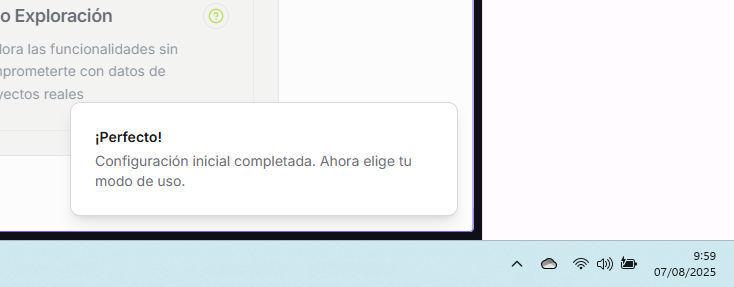 o Exploración
lora las funcionalidades sin
mprometerte con datos de
yectos reales
¡Perfecto!
Configuración inicial completada. Ahora elige tu
modo de uso.
9:59
07/08/2025